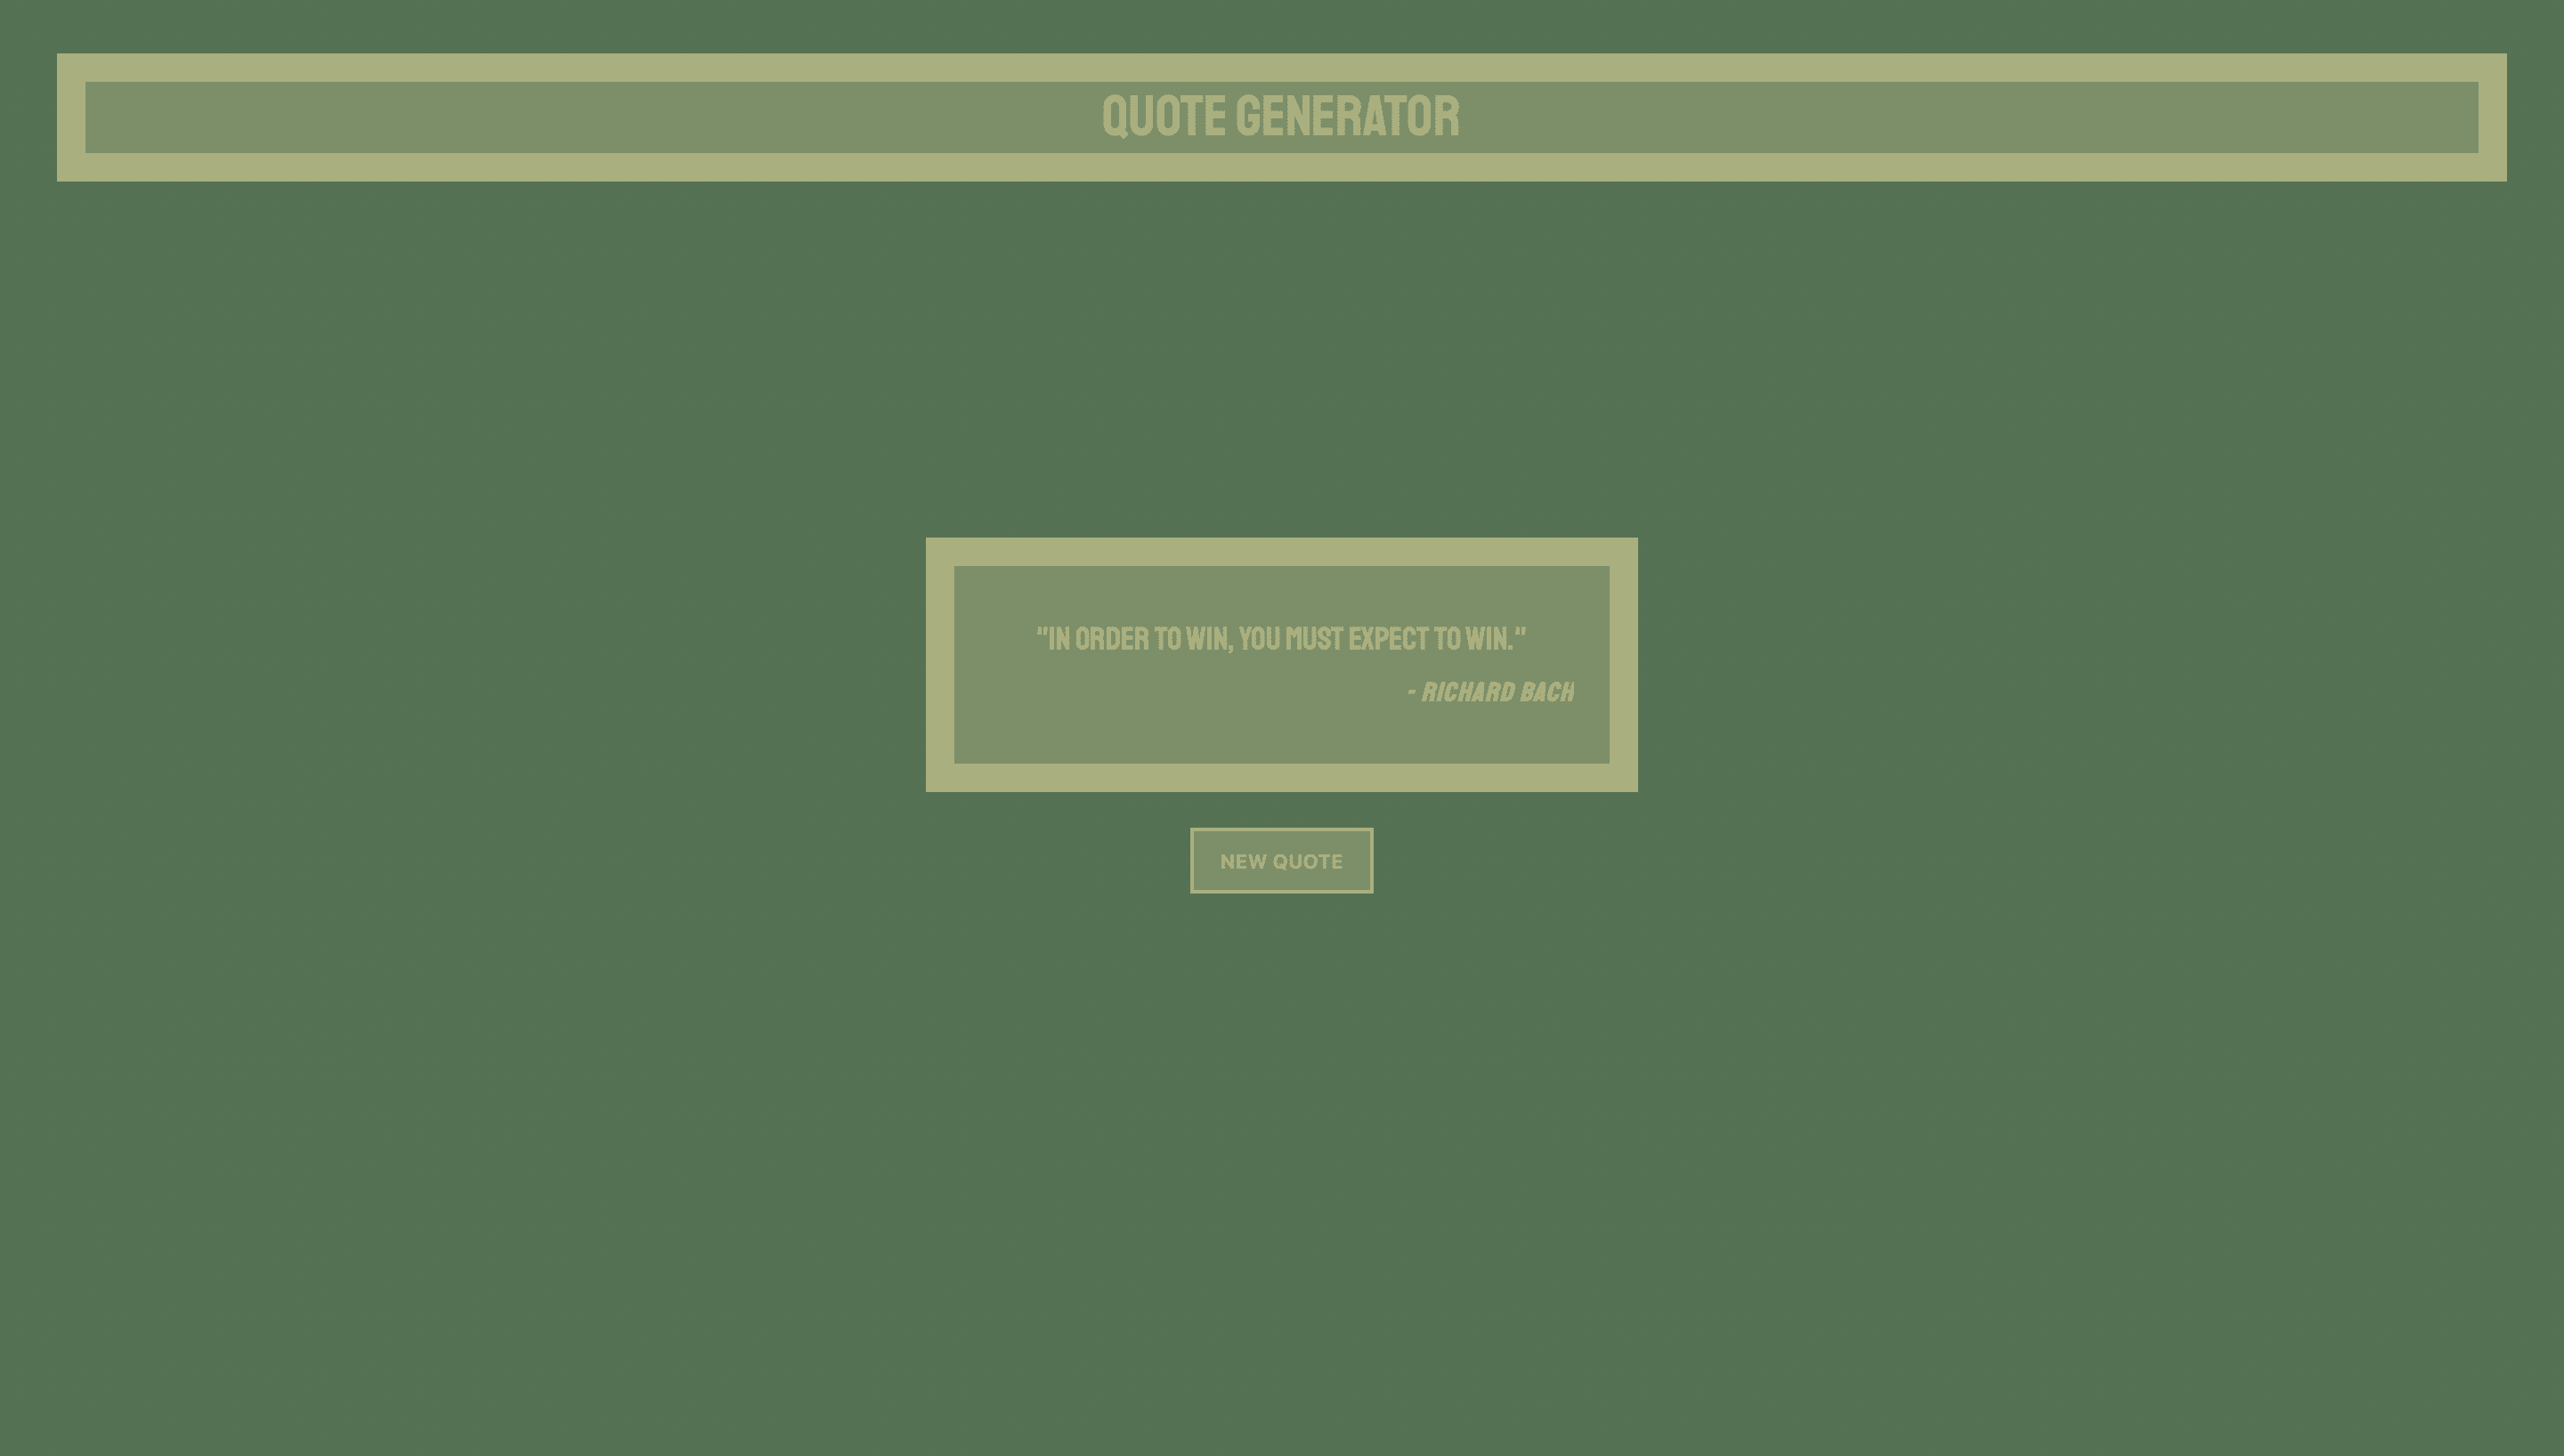 QUOTE GENERATOR
"IN ORDER TO WIN, YOU MUST EXPECT TO WIN."
- RICHARD BACH
NEW QUOTE